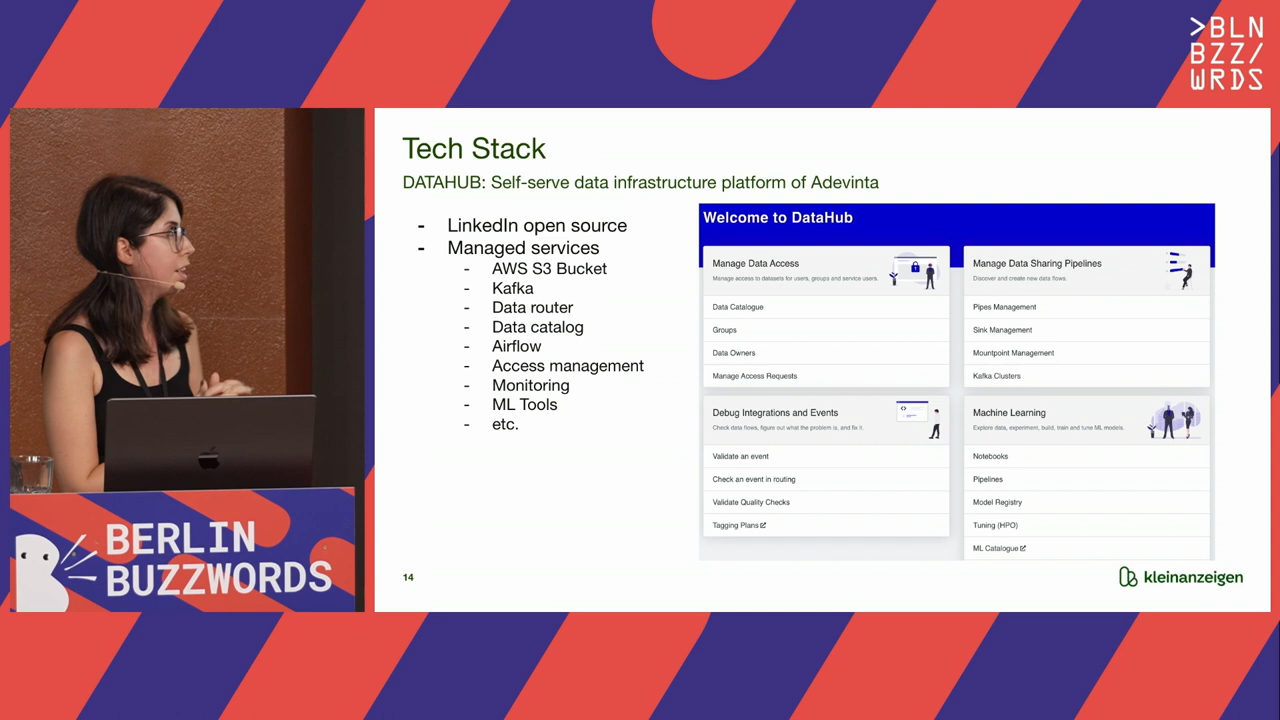 >BLN
BZZ/
WRDS
Tech Stack
DATAHUB: Self-serve data infrastructure platform of Adevinta
- LinkedIn open source
- Managed services
- AWS S3 Bucket
- Kafka
- Data router
- Data catalog
- Airflow
- Access management
- Monitoring
- ML Tools
- etc.
Welcome to DataHub
Manage Data Access
Manage access to datasets for users, groups and service users.
Data Catalogue
Groups
Data Owners
Manage Access Requests
Manage Data Sharing Pipelines
Discover and create new data flows.
Pipes Management
Sink Management
Mountpoint Management
Kafka Clusters
Debug Integrations and Events
Check data flows, figure out what the problem is, and fix it.
Validate an event
Check an event in routing
Validate Quality Checks
Tagging Plans
Machine Learning
Explore data, experiment, build, train and tune ML models.
Notebooks
Pipelines
Model Registry
Tuning (HPO)
ML Catalogue
14
kleinanzeigen
BERLIN
BUZZWORDS